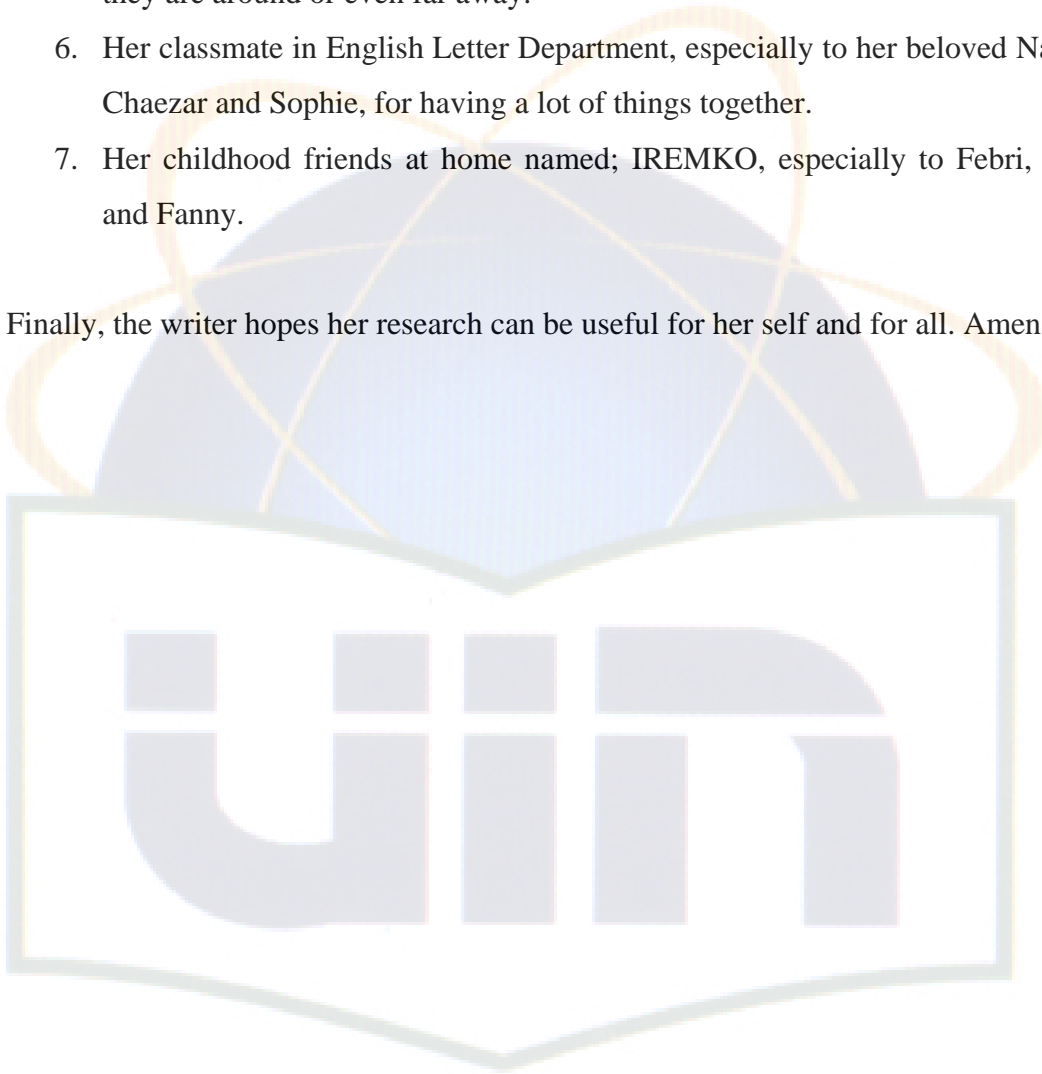 they are around or even far away.
6. Her classmate in English Letter Department, especially to her beloved
Chaezar and Sophie, for having a lot of things together.
7. Her childhood friends at home named; IREMKO, especially to Febri,
and Fanny.
Finally, the writer hopes her research can be useful for her self and for all. Amen
uin